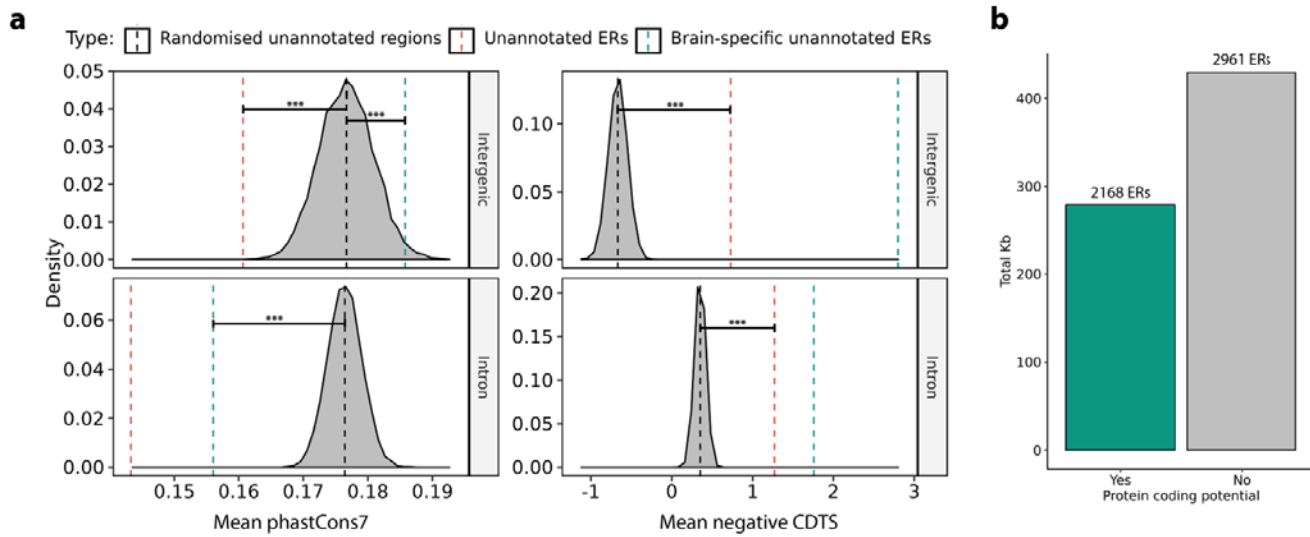 a
Type: Randomised unannotated regions Unannotated ERs Brain-specific unannotated ERs
Density
0.05
0.04
0.03
0.02
0.01
0.00
***
***
Intergenic
0.10
0.05
0.00
***
Intergenic
0.06
0.04
0.02
0.00
***
Intron
0.20
0.15
0.10
0.05
0.00
***
Intron
0.15 0.16 0.17 0.18 0.19
Mean phastCons7
-1 0 1 2 3
Mean negative CDTS
b
Total Kb
400
300
200
100
0
2168 ERs
2961 ERs
Yes No
Protein coding potential